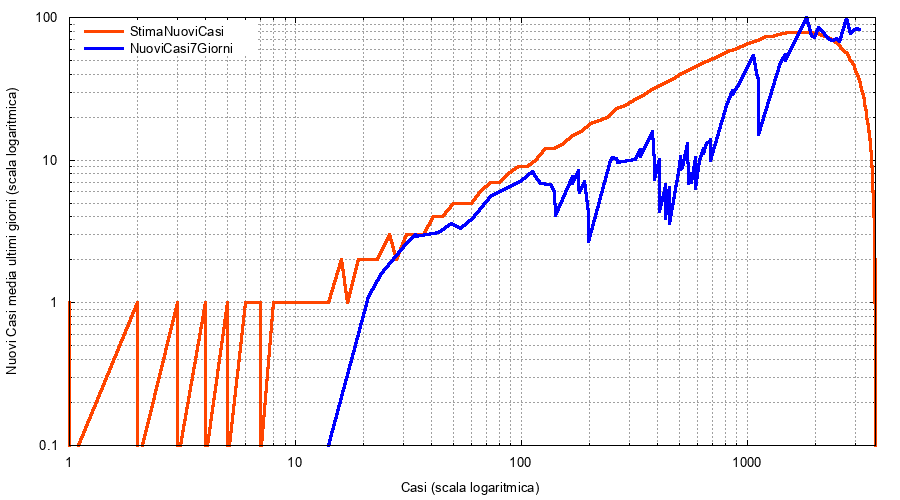 100
StimaNuoviCasi
NuoviCasi7Giorni
10
1
0.1
1
10
100
1000
Nuovi Casi media ultimi giorni (scala logaritmica)
Casi (scala logaritmica)